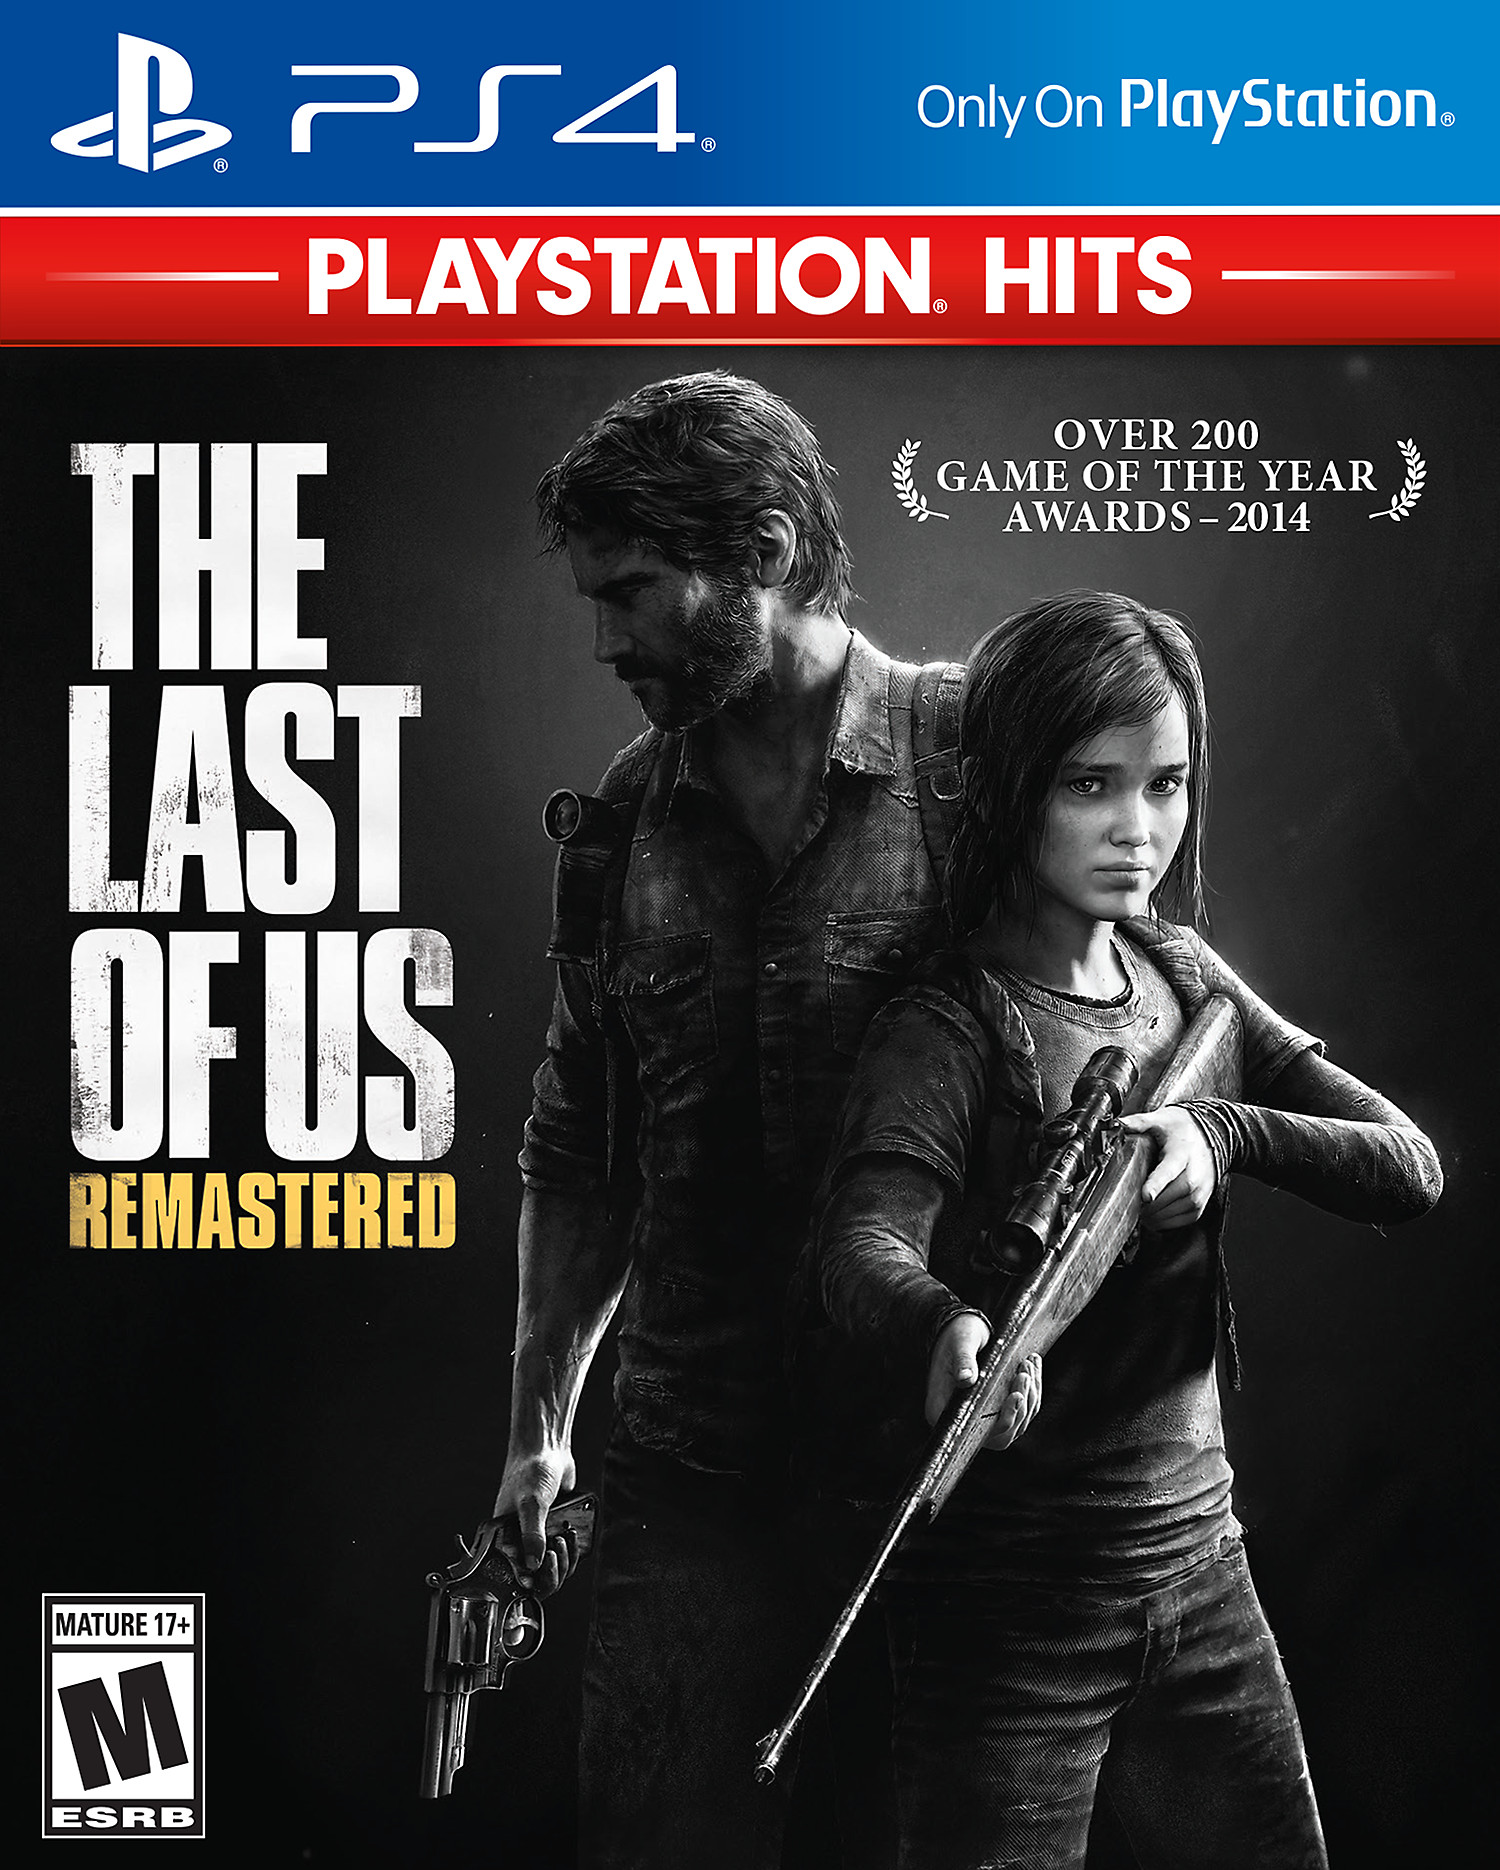 PS4®
Only On PlayStation®
PLAYSTATION® HITS
OVER 200
GAME OF THE YEAR
AWARDS – 2014
THE
LAST
OF US
REMASTERED
MATURE 17+
M
ESRB